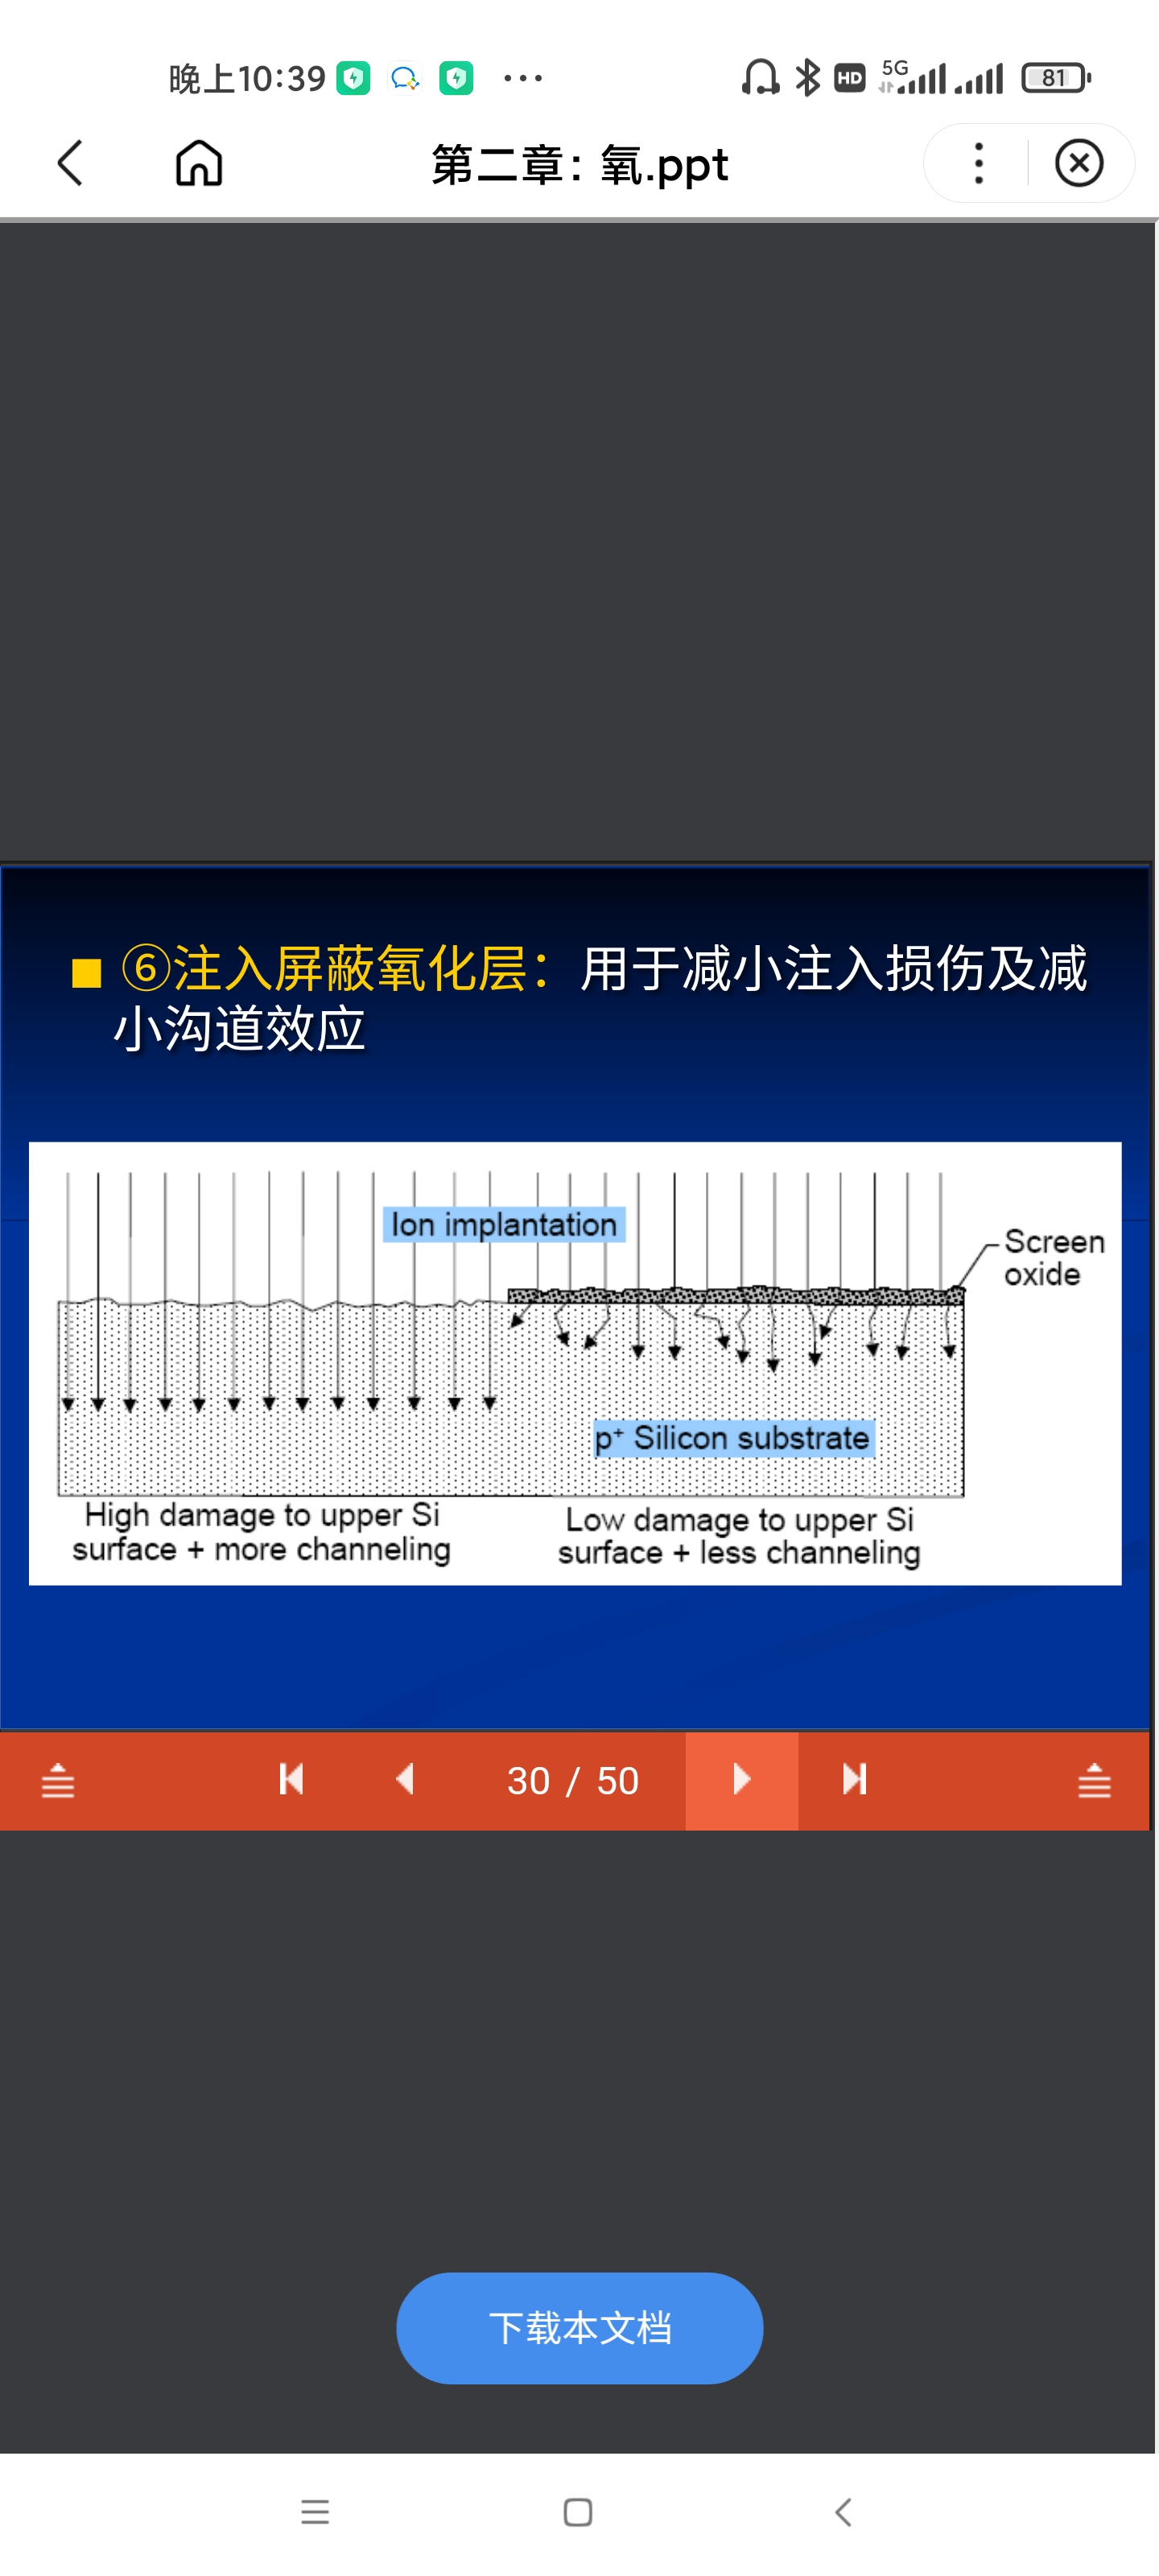 晚上10:39
HD
5G
81
第二章：氧.ppt
■ ⑥注入屏蔽氧化层：用于减小注入损伤及减
小沟道效应
Ion implantation
Screen
oxide
p⁺ Silicon substrate
High damage to upper Si
surface + more channeling
Low damage to upper Si
surface + less channeling
30 / 50
下载本文档